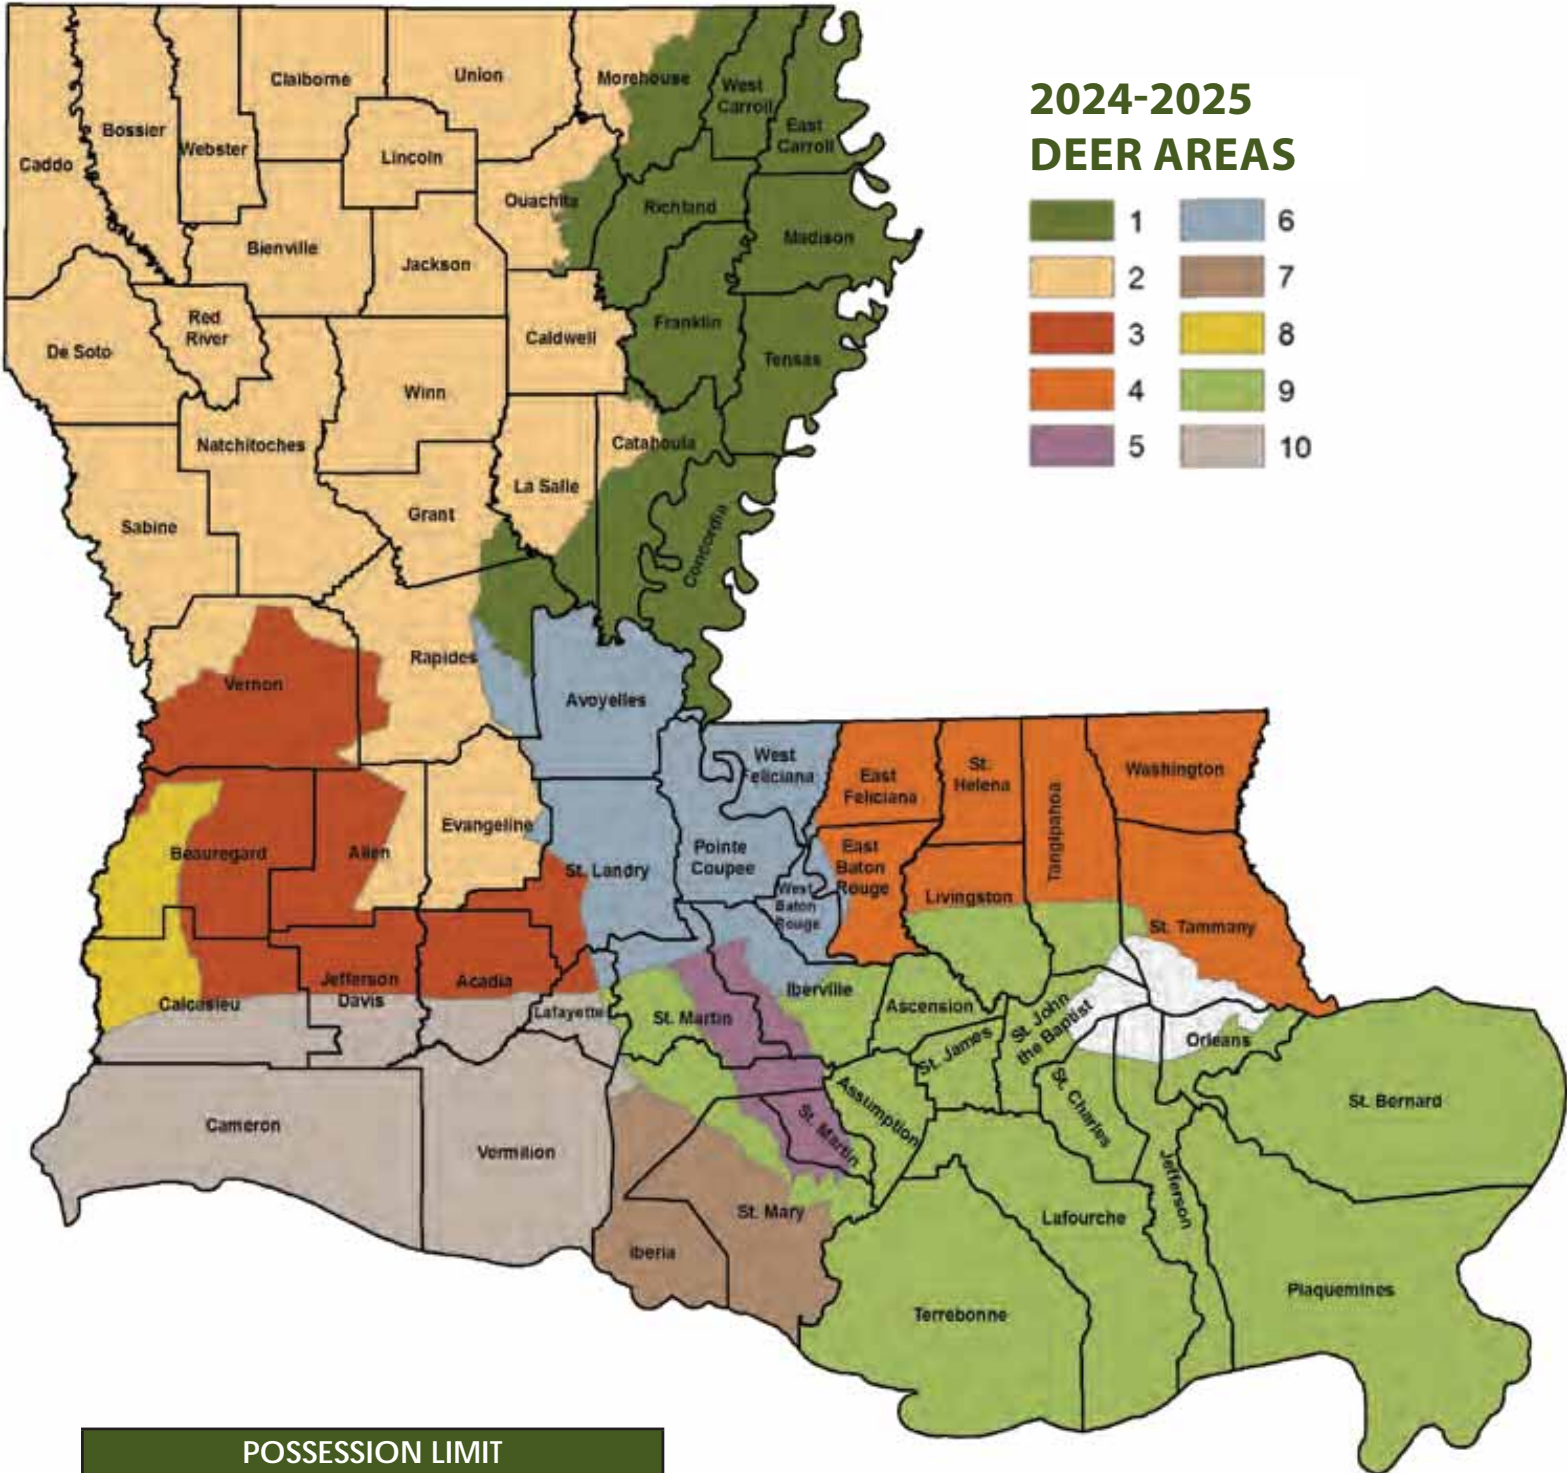 2024-2025
DEER AREAS
1
6
2
7
3
8
4
9
5
10
Claiborne
Union
Morehouse
West
Carroll
East
Carroll
Caddo
Bossier
Webster
Lincoln
Ouachita
Richland
Madison
Bienville
Jackson
De Soto
Red
River
Caldwell
Franklin
Tensas
Winn
Natchitoches
Catahoula
La Salle
Grant
Sabine
Concordia
Rapides
Vernon
Avoyelles
West
Feliciana
East
Feliciana
St.
Helena
Tangipahoa
Washington
Beauregard
Allen
Evangeline
St. Landry
Pointe
Coupee
West
Baton
Rouge
East
Baton
Rouge
Livingston
St. Tammany
Calcasieu
Jefferson
Davis
Acadia
Lafayette
St. Martin
Iberville
Ascension
St. John
the Baptist
St. James
Orleans
Cameron
Vermilion
St. Martin
Assumption
St. Charles
St. Bernard
Jefferson
Iberia
St. Mary
Lafourche
Terrebonne
Plaquemines
POSSESSION LIMIT